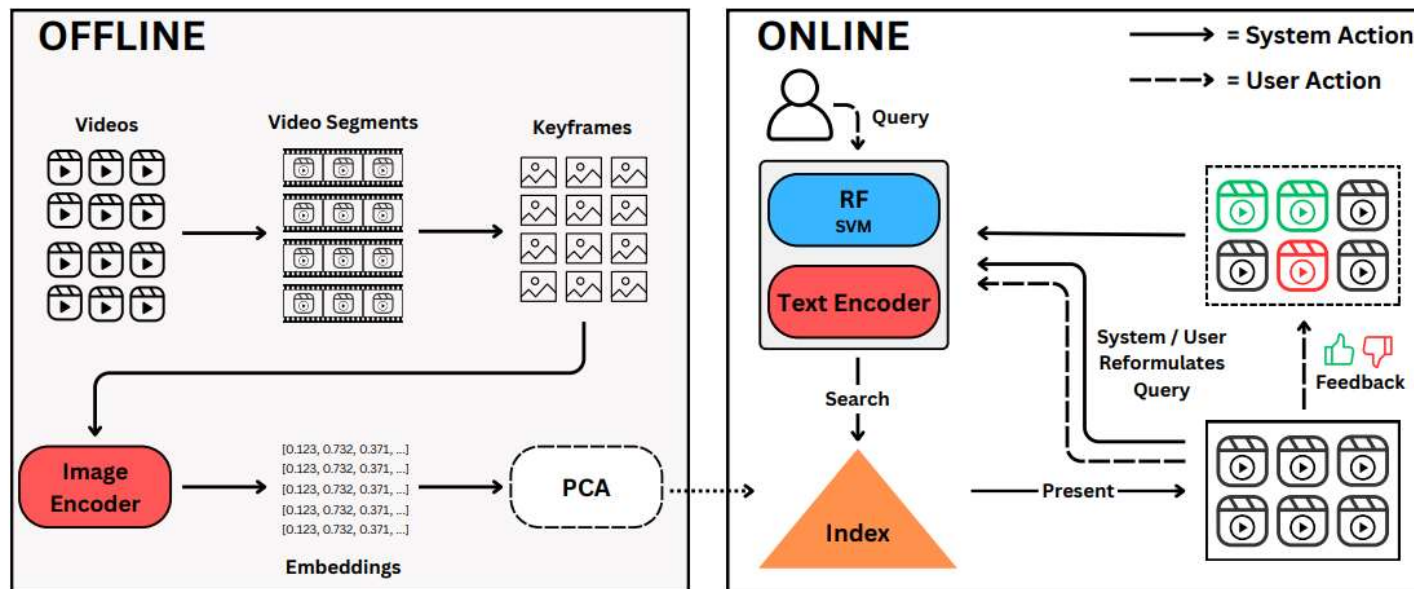 OFFLINE
Videos
Video Segments
Keyframes
Image
Encoder
[0.123, 0.732, 0.371, ...]
[0.123, 0.732, 0.371, ...]
[0.123, 0.732, 0.371, ...]
[0.123, 0.732, 0.371, ...]
[0.123, 0.732, 0.371, ...]
Embeddings
PCA
ONLINE
= System Action
= User Action
Query
RF
SVM
Text Encoder
Search
Index
Present
System / User
Reformulates
Query
Feedback